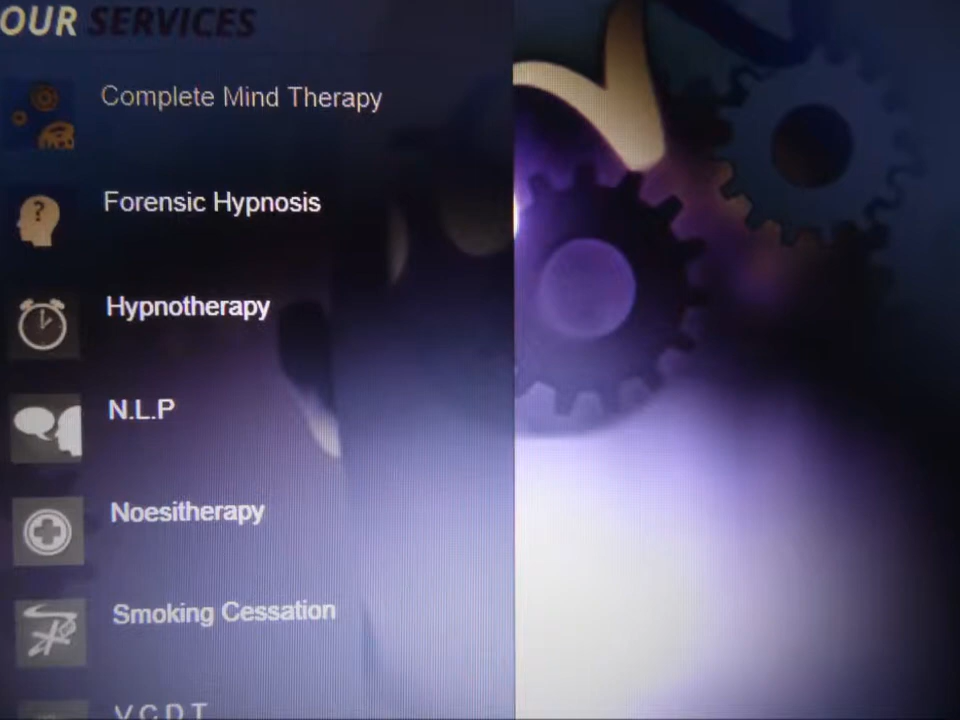 OUR SERVICES
Complete Mind Therapy
Forensic Hypnosis
?
Hypnotherapy
N.L.P
Noesitherapy
Smoking Cessation